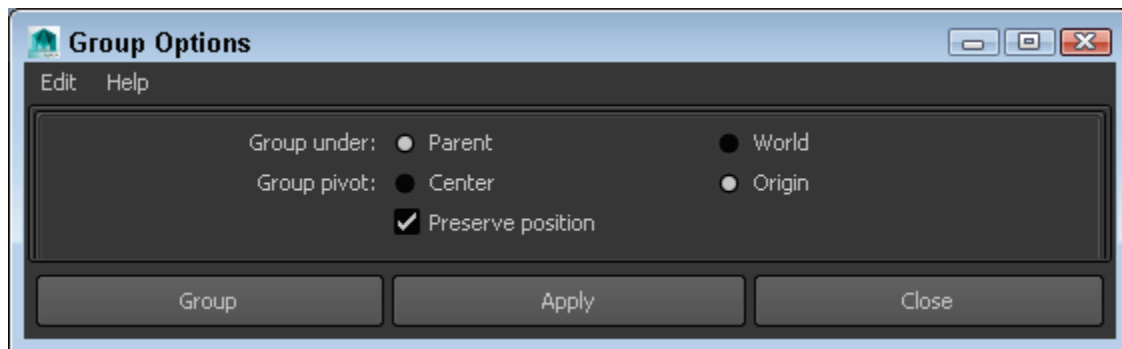 Group Options
Edit Help
Group under: Parent World
Group pivot: Center Origin
Preserve position
Group Apply Close